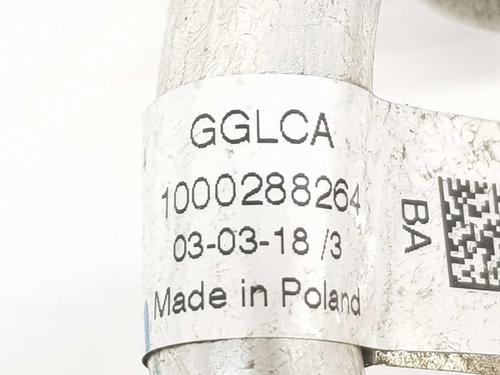 GGLCA
1000288264
03-03-18 /3
Made in Poland
BA